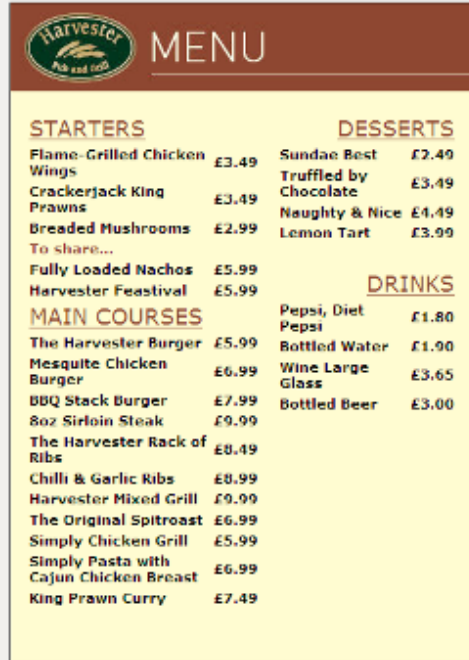 Harvester
Pub and Grill
MENU
STARTERS
Flame-Grilled Chicken
Wings £3.49
Crackerjack King
Prawns £3.49
Breaded Mushrooms £2.99
To share...
Fully Loaded Nachos £5.99
Harvester Feastival £5.99
MAIN COURSES
The Harvester Burger £5.99
Mesquite Chicken
Burger £6.99
BBQ Stack Burger £7.99
8oz Sirloin Steak £9.99
The Harvester Rack of
Ribs £8.49
Chilli & Garlic Ribs £8.99
Harvester Mixed Grill £9.99
The Original Spitroast £6.99
Simply Chicken Grill £5.99
Simply Pasta with
Cajun Chicken Breast £6.99
King Prawn Curry £7.49
DESSERTS
Sundae Best £2.49
Truffled by
Chocolate £3.49
Naughty & Nice £4.49
Lemon Tart £3.99
DRINKS
Pepsi, Diet
Pepsi £1.80
Bottled Water £1.90
Wine Large
Glass £3.65
Bottled Beer £3.00